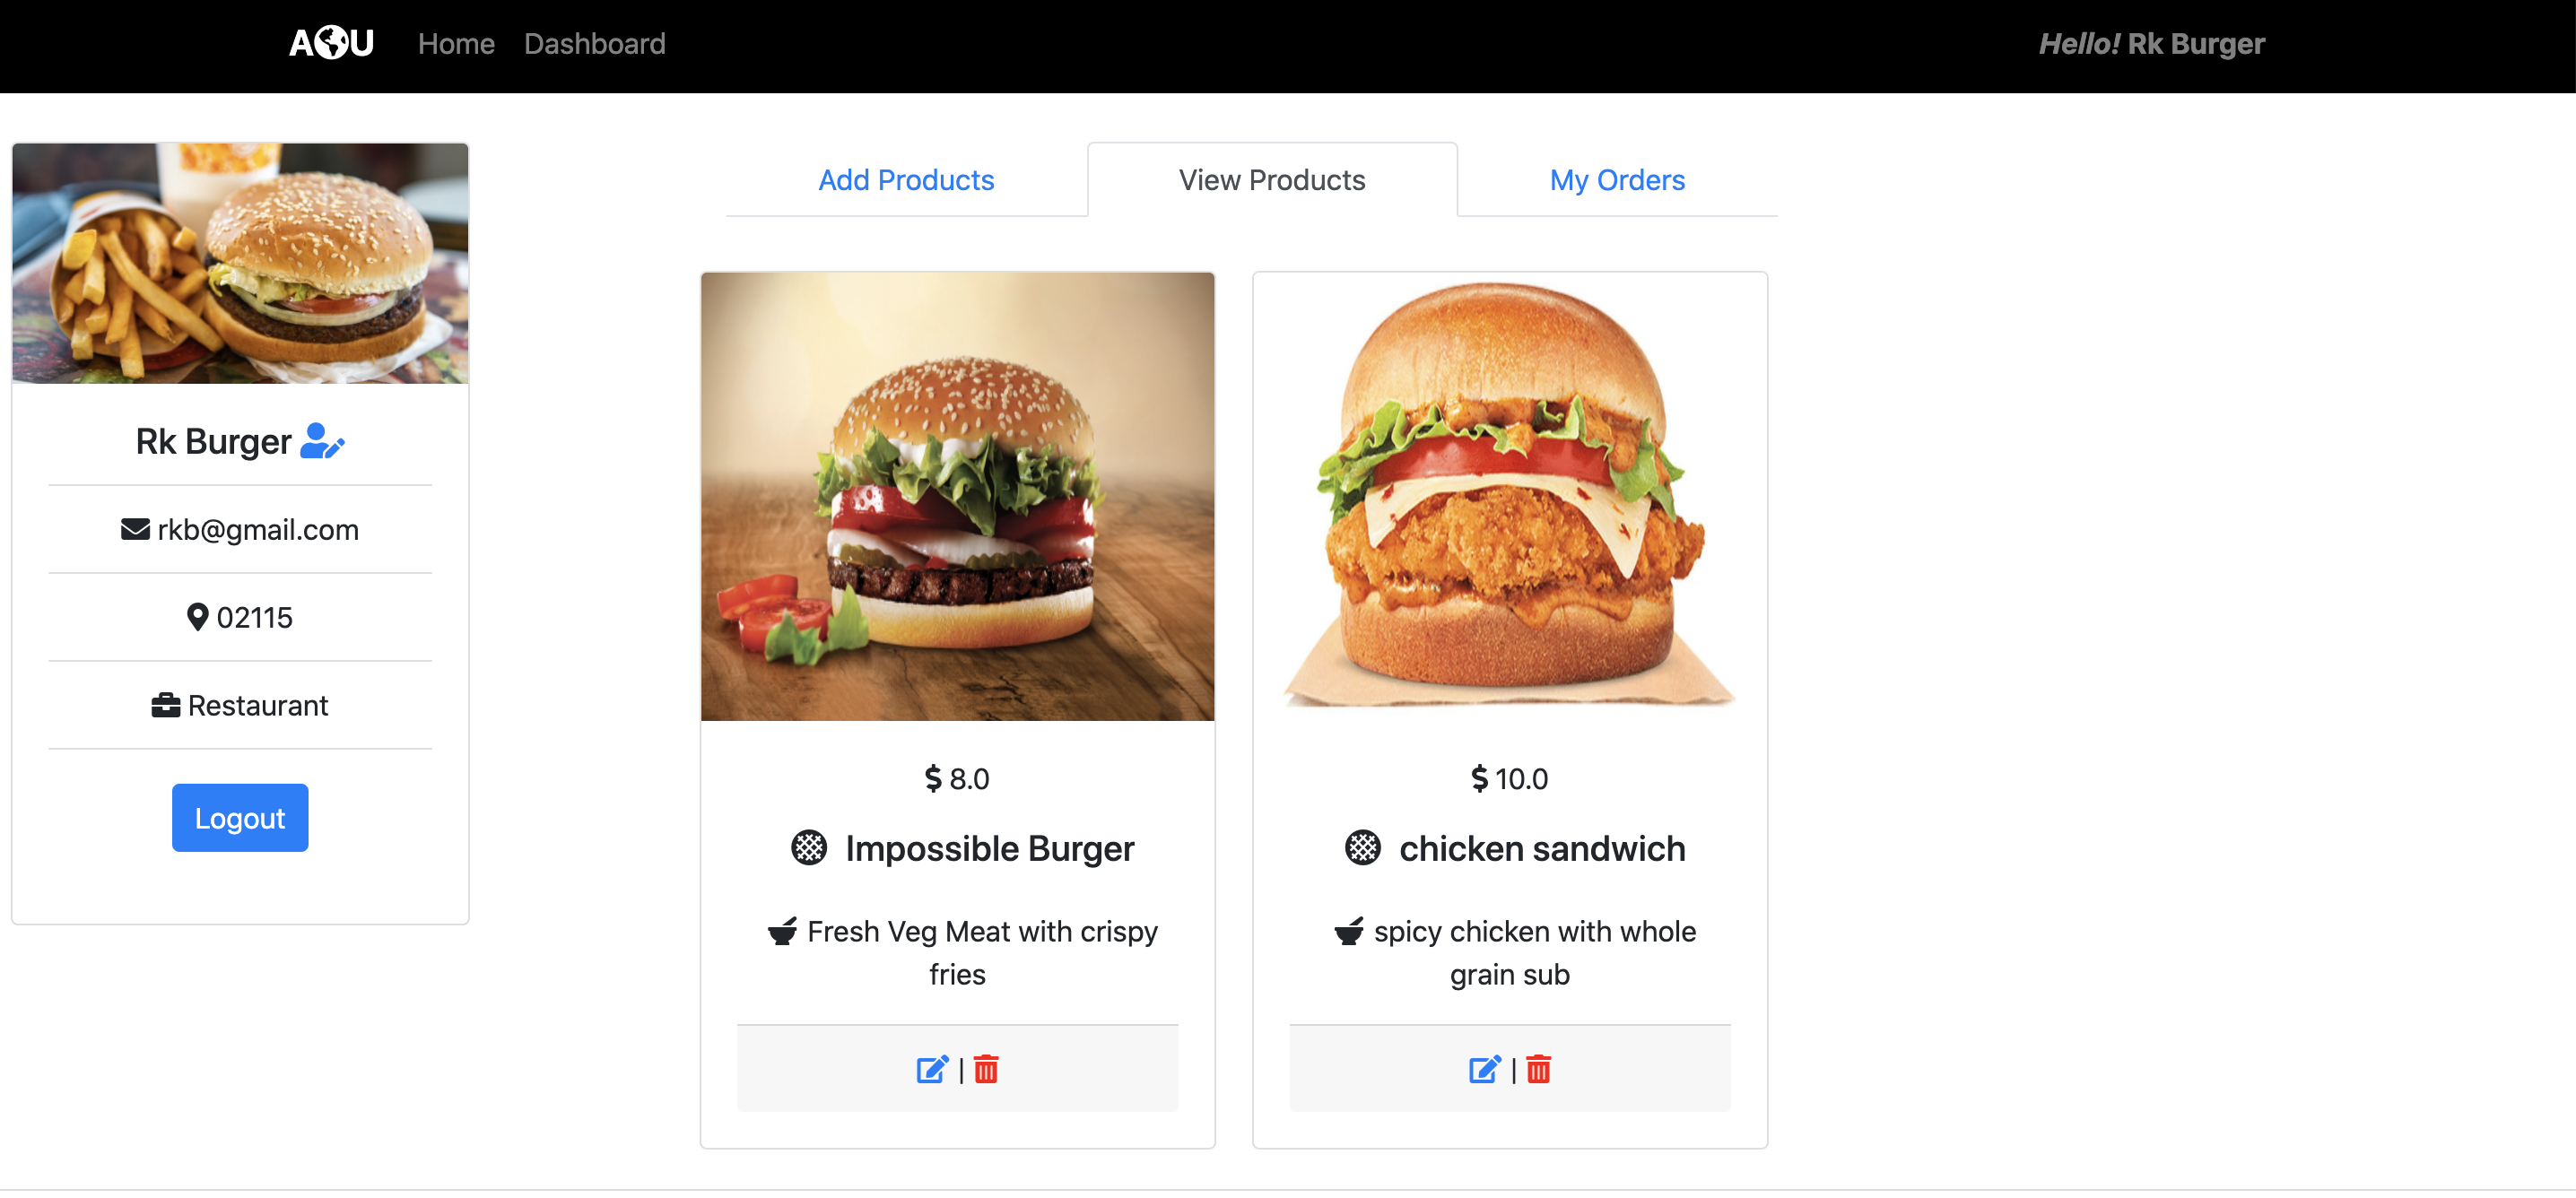 AOU Home Dashboard Hello! Rk Burger
Add Products View Products My Orders
Rk Burger
rkb@gmail.com
02115
Restaurant
Logout
$ 8.0
Impossible Burger
Fresh Veg Meat with crispy
fries
|
$ 10.0
chicken sandwich
spicy chicken with whole
grain sub
|